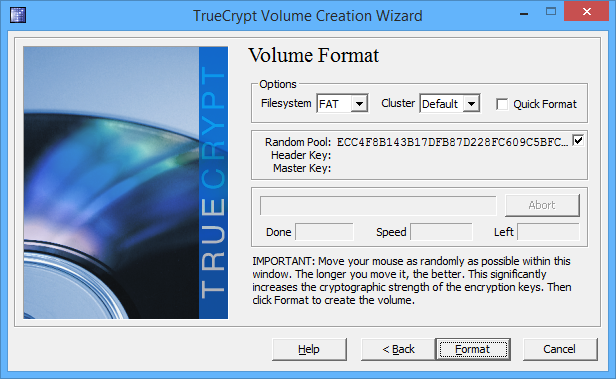 TrueCrypt Volume Creation Wizard
TRUECRYPT
Volume Format
Options
Filesystem FAT Cluster Default Quick Format
Random Pool: ECC4F8B143B17DFB87D228FC609C5BFC...
Header Key:
Master Key:
Abort
Done Speed Left
IMPORTANT: Move your mouse as randomly as possible within this
window. The longer you move it, the better. This significantly
increases the cryptographic strength of the encryption keys. Then
click Format to create the volume.
Help < Back Format Cancel